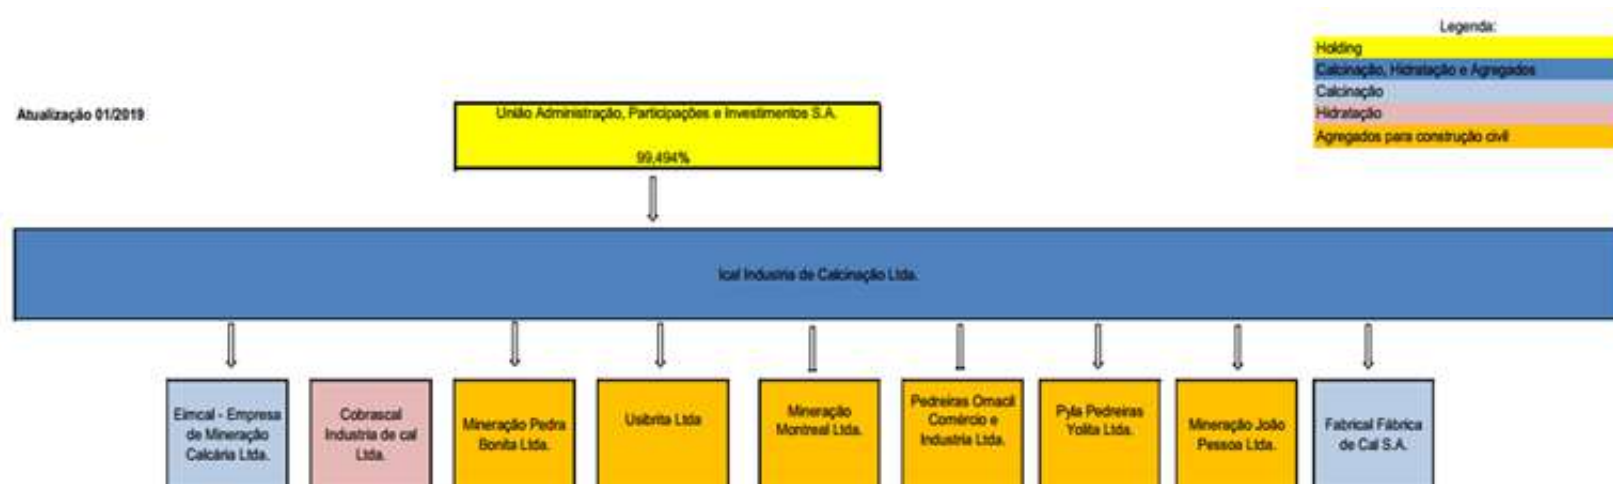 Legenda:
Holding
Calcinação, Hidratação e Agregados
Calcinação
Hidratação
Agregados para construção civil
Atualização 01/2019
União Administração, Participações e Investimentos S.A.
99,494%
Ical Industria de Calcinação Ltda.
Eimcal - Empresa
de Mineração
Calcária Ltda.
Cobrascal
Industria de cal
Ltda.
Mineração Pedra
Bonita Ltda.
Usibrita Ltda
Mineração
Montreal Ltda.
Pedreiras Omacil
Comércio e
Industria Ltda.
Pyla Pedreiras
Yolita Ltda.
Mineração João
Pessoa Ltda.
Fabrical Fábrica
de Cal S.A.